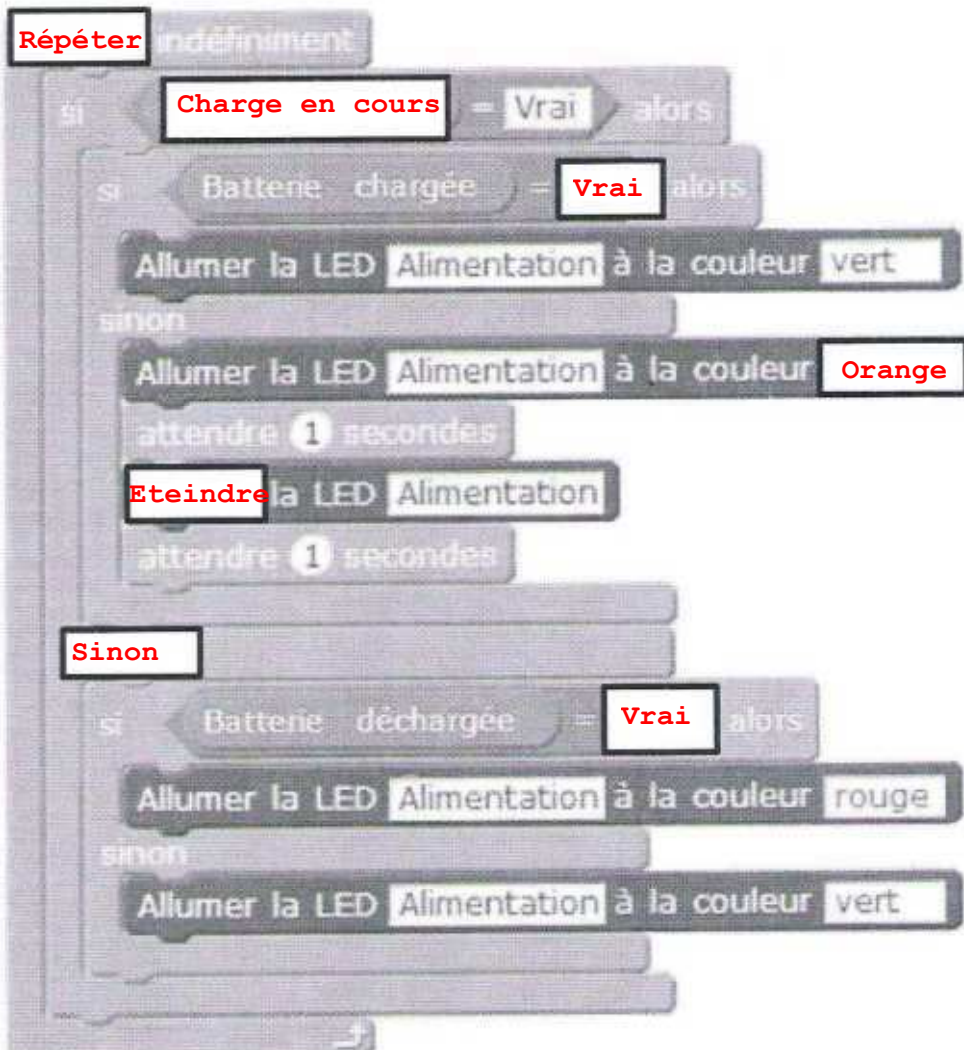 Répéter indéfiniment
si Charge en cours = Vrai alors
si Batterie chargée = Vrai alors
Allumer la LED Alimentation à la couleur vert
sinon
Allumer la LED Alimentation à la couleur Orange
attendre 1 secondes
Eteindre la LED Alimentation
attendre 1 secondes
Sinon
si Batterie déchargée = Vrai alors
Allumer la LED Alimentation à la couleur rouge
sinon
Allumer la LED Alimentation à la couleur vert